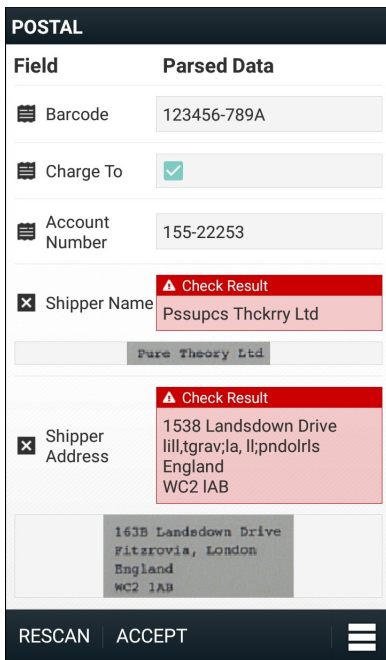 POSTAL
Field Parsed Data
Barcode 123456-789A
Charge To
Account Number 155-22253
Check Result
Shipper Name Pssupcs Thckrry Ltd
Pure Theory Ltd
Check Result
Shipper Address
1538 Landsdown Drive
lill,tgrav;la, ll;pndolrls
England
WC2 lAB
163B Landsdown Drive
Fitzrovia, London
England
WC2 1AB
RESCAN ACCEPT